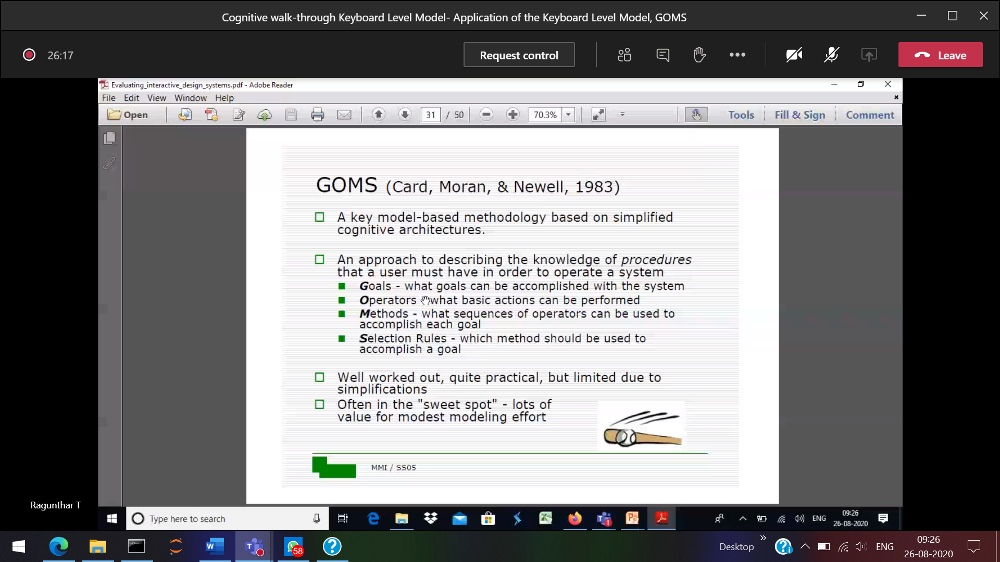 Cognitive walk-through Keyboard Level Model- Application of the Keyboard Level Model, GOMS
26:17
Request control
Leave
Evaluating_interactive_design_systems.pdf - Adobe Reader
File Edit View Window Help
Open
31 / 50
70.3%
Tools
Fill & Sign
Comment
GOMS (Card, Moran, & Newell, 1983)
A key model-based methodology based on simplified
cognitive architectures.
An approach to describing the knowledge of procedures
that a user must have in order to operate a system
Goals - what goals can be accomplished with the system
Operators what basic actions can be performed
Methods - what sequences of operators can be used to
accomplish each goal
Selection Rules - which method should be used to
accomplish a goal
Well worked out, quite practical, but limited due to
simplifications
Often in the "sweet spot" - lots of
value for modest modeling effort
MMI / SS05
Ragunthar T
Type here to search
1
ENG
09:26
26-08-2020
58
Desktop
ENG
09:26
26-08-2020